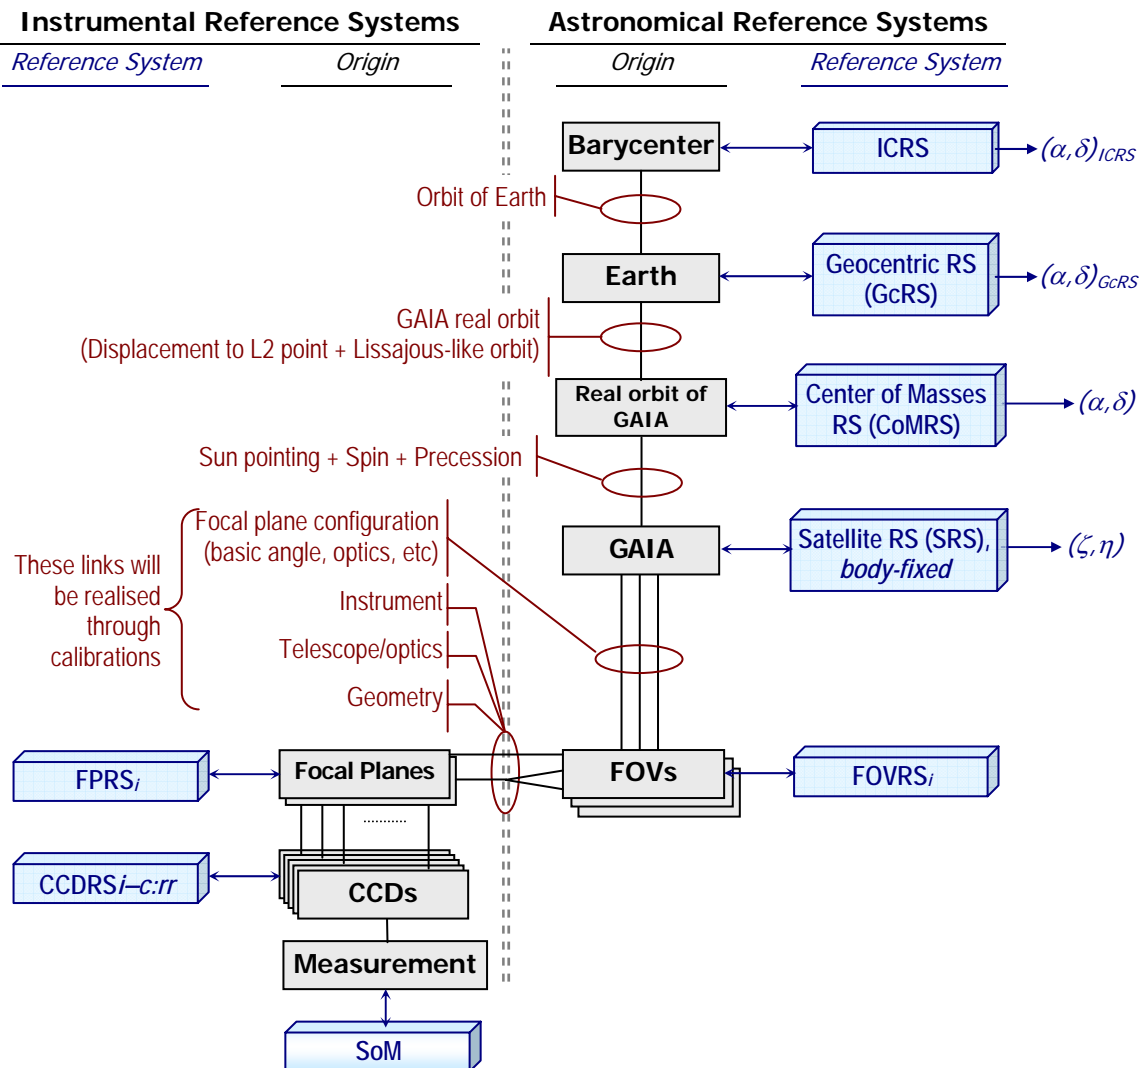 Instrumental Reference Systems
Astronomical Reference Systems
Reference System
Origin
Origin
Reference System
Barycenter
ICRS
(α,δ)ICRS
Orbit of Earth
Earth
Geocentric RS
(GcRS)
(α,δ)GcRS
GAIA real orbit
(Displacement to L2 point + Lissajous-like orbit)
Real orbit of
GAIA
Center of Masses
RS (CoMRS)
(α,δ)
Sun pointing + Spin + Precession
Focal plane configuration
(basic angle, optics, etc)
GAIA
Satellite RS (SRS),
body-fixed
(ζ,η)
These links will
be realised
through
calibrations
Instrument
Telescope/optics
Geometry
FPRSi
Focal Planes
FOVs
FOVRSi
...........
CCDRSi–c:rr
CCDs
Measurement
SoM